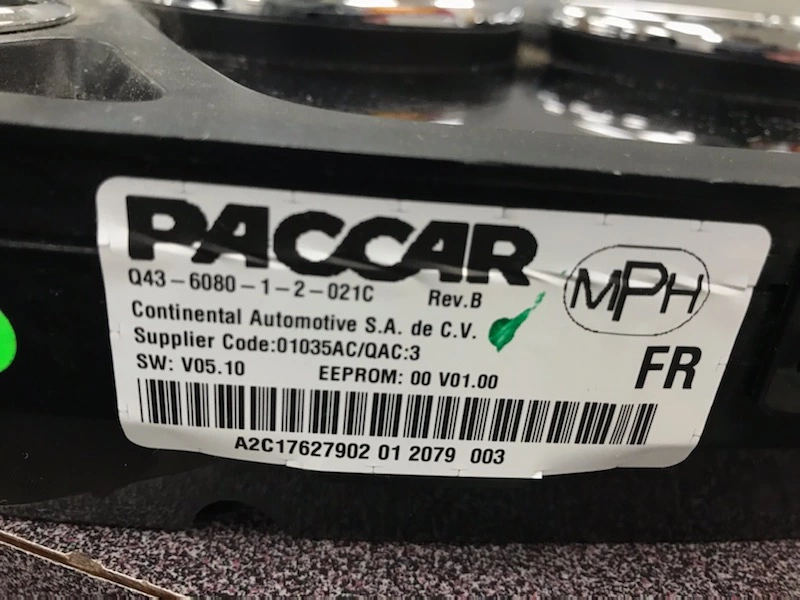 PACCAR
Q43-6080-1-2-021C Rev.B
MPH
Continental Automotive S.A. de C.V.
Supplier Code:01035AC/QAC:3
FR
SW: V05.10 EEPROM: 00 V01.00
A2C17627902 01 2079 003